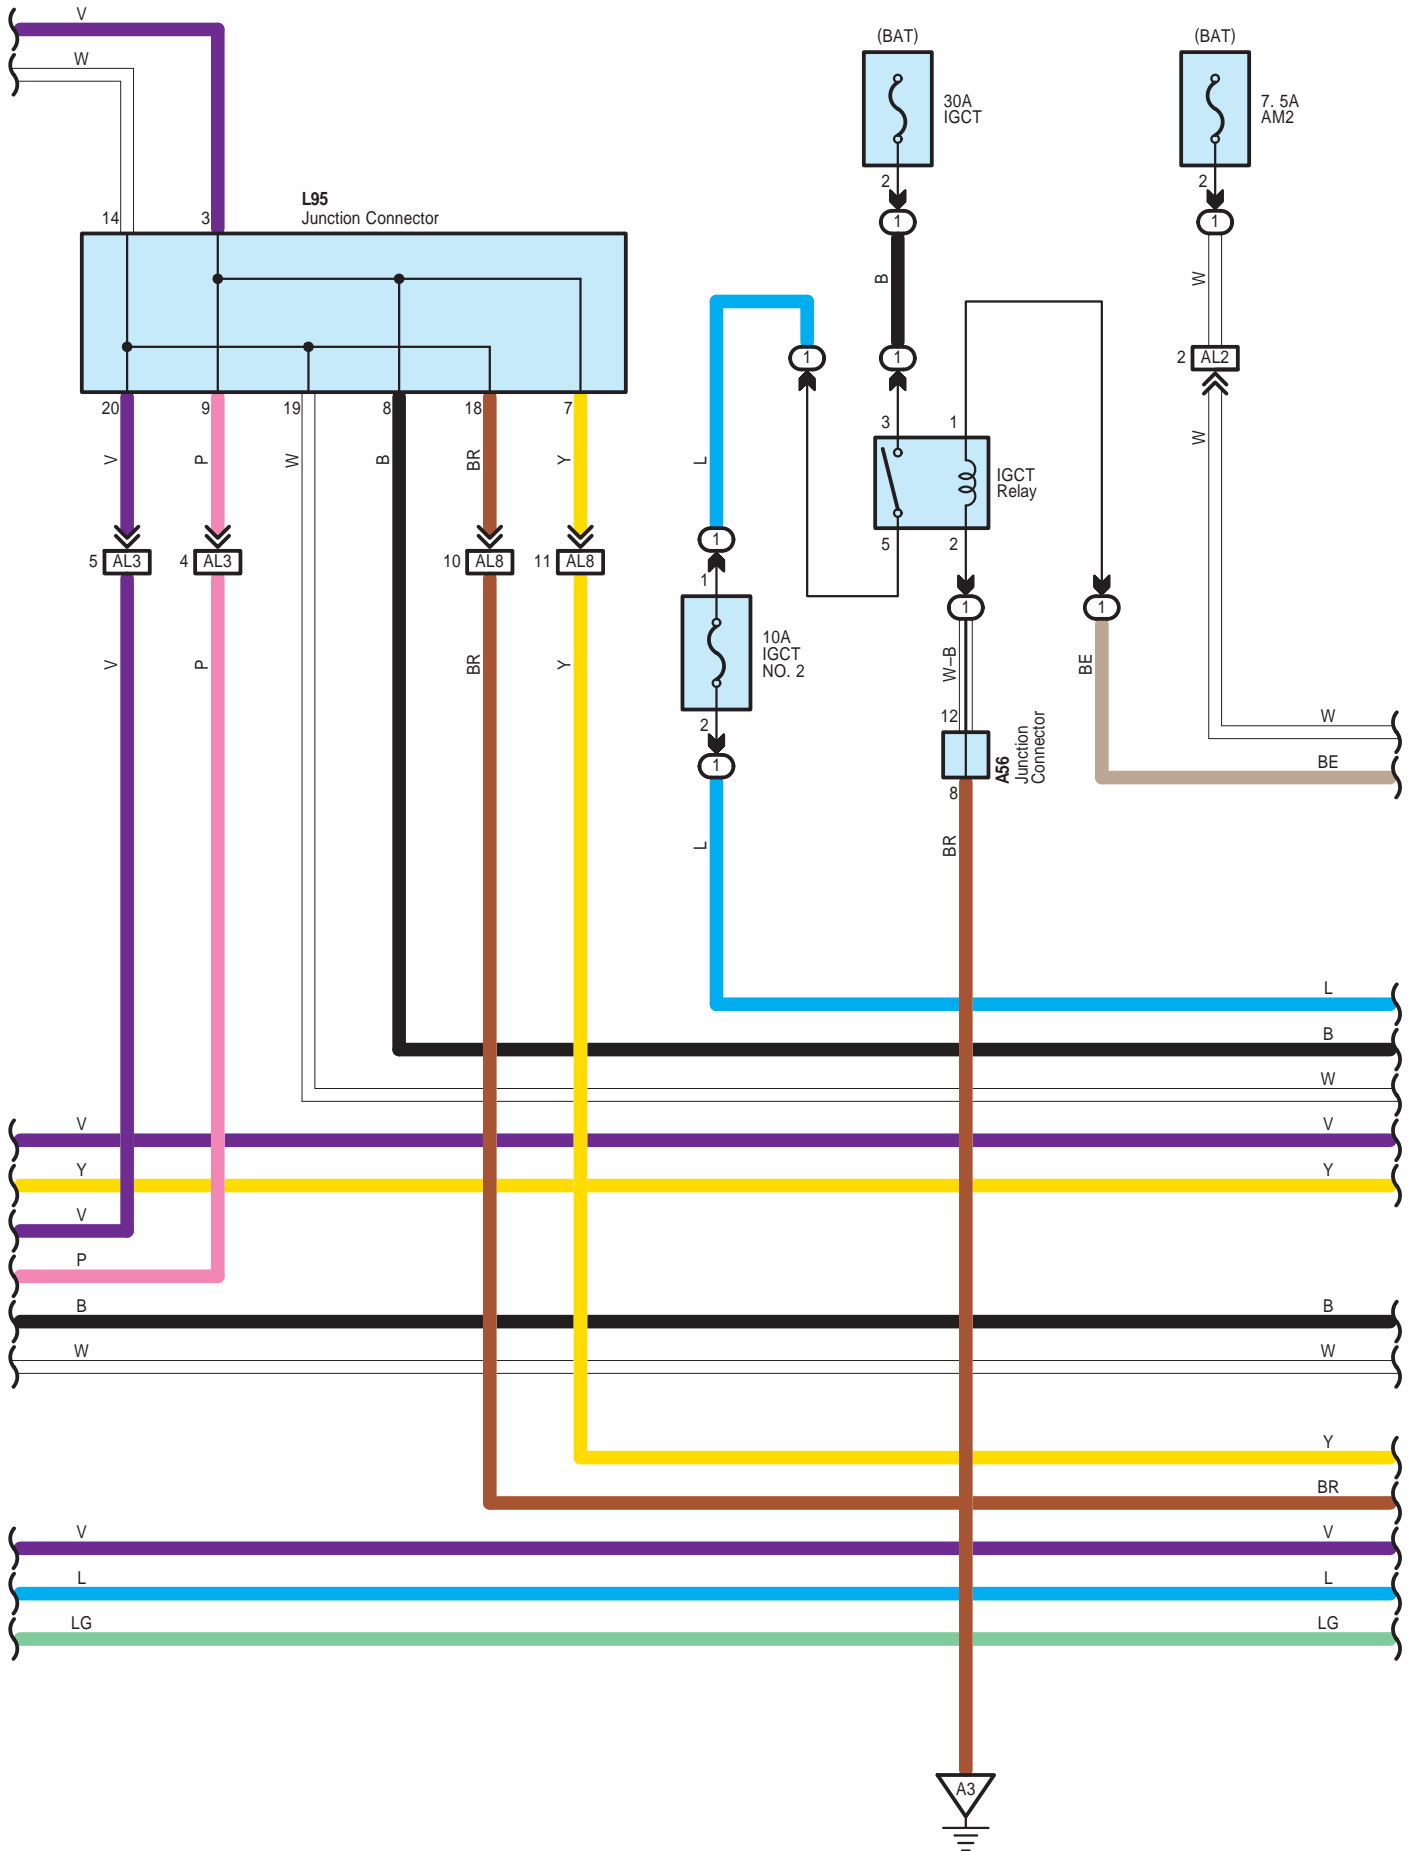 V
W
(BAT)
(BAT)
30A
IGCT
7. 5A
AM2
2
2
1
1
L95
Junction Connector
14
3
B
W
1
1
2
AL2
20
9
19
8
18
7
3
1
V
P
W
B
BR
Y
L
W
IGCT
Relay
1
5
2
5
AL3
4
AL3
10
AL8
11
AL8
1
1
1
10A
IGCT
NO. 2
V
P
BR
Y
W–B
BE
2
12
W
1
A56
Junction
Connector
BE
8
L
BR
L
B
W
V
V
Y
Y
V
P
B
B
W
W
Y
BR
V
V
L
L
LG
LG
A3